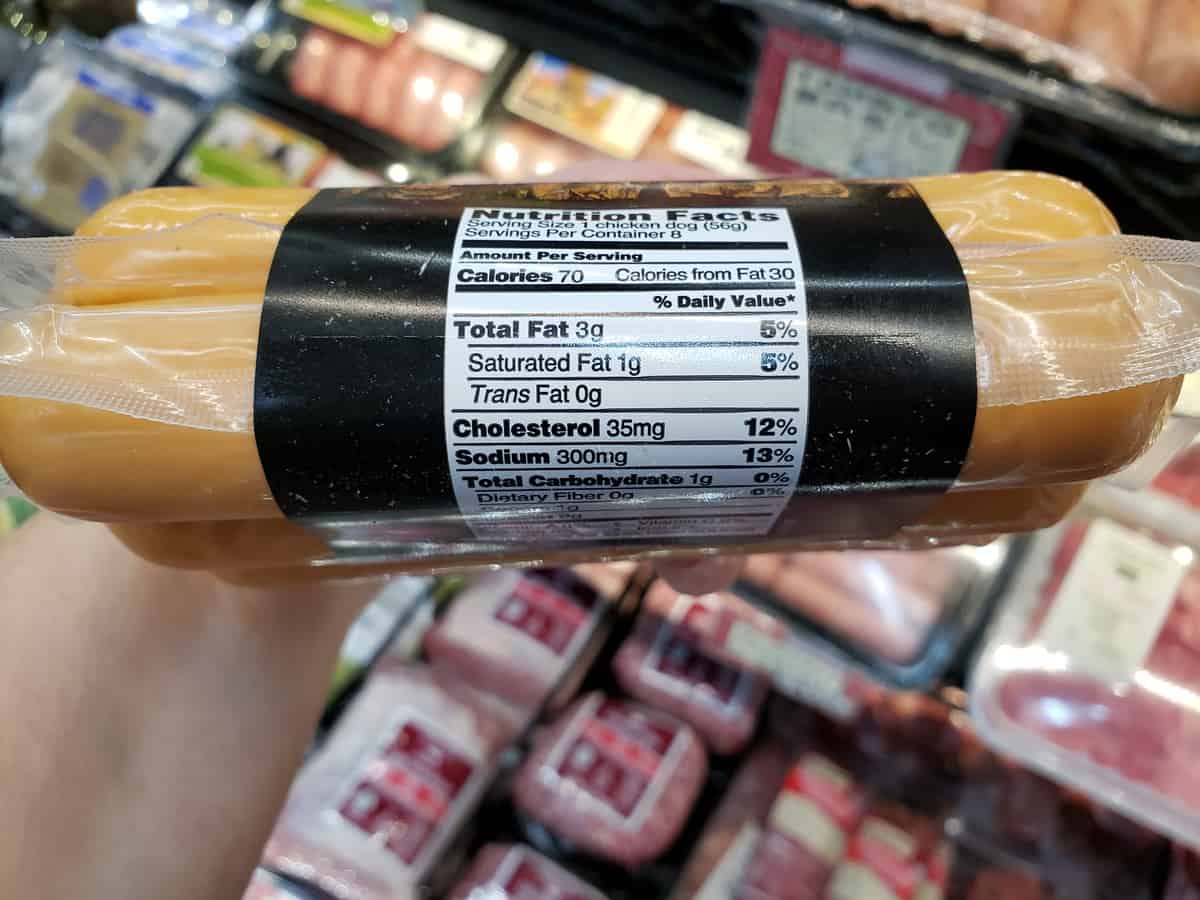 Nutrition Facts
Serving Size 1 chicken dog (56g)
Servings Per Container 8
Amount Per Serving
Calories 70 Calories from Fat 30
% Daily Value*
Total Fat 3g 5%
Saturated Fat 1g 5%
Trans Fat 0g
Cholesterol 35mg 12%
Sodium 300mg 13%
Total Carbohydrate 1g 0%
Dietary Fiber 0g 0%
1g